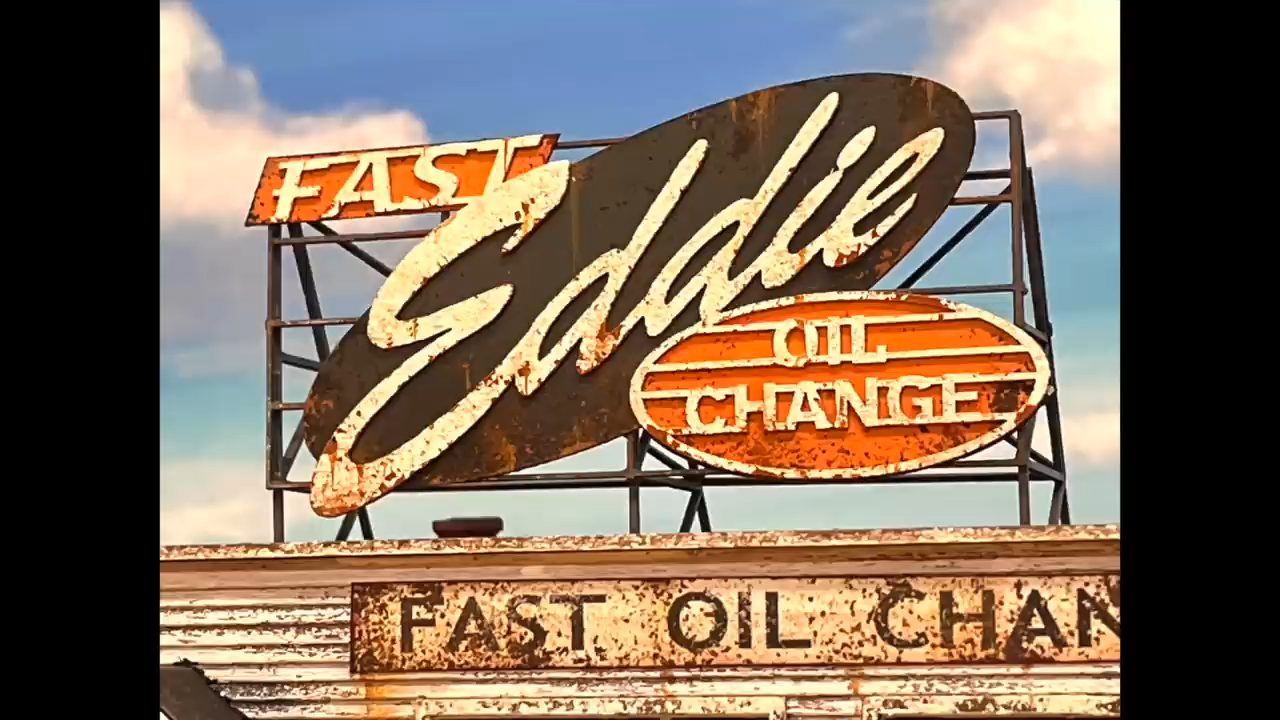 FAST
Eddie
OIL
CHANGE
FAST OIL CHAN